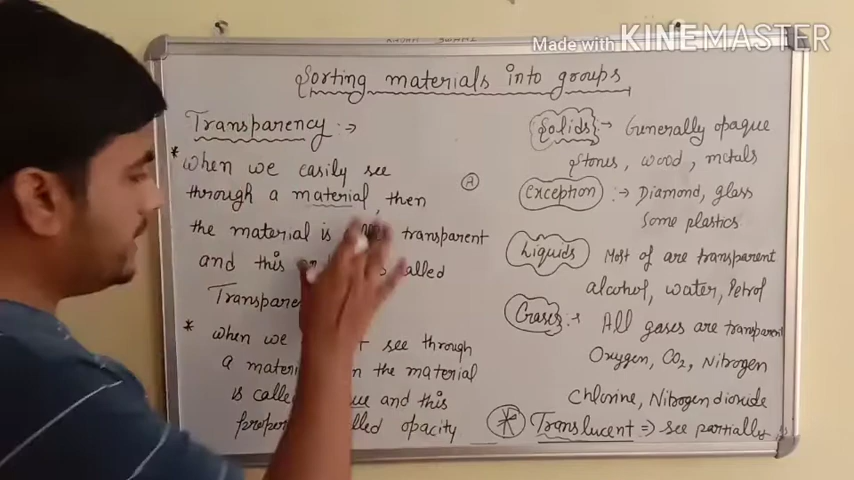 Made with KINEMASTER
Sorting materials into groups
Transparency :->
* when we easily see
through a material, then
the material is transparent
and this called
Transpare
* when we see through
a mater the material
is call and this
proper lled opacity
Solids -> Generally opaque
Stones, wood, metals
Exception :-> Diamond, glass
Some plastics
Liquids Most of are transparent
alcohol, water, Petrol
Gases :- All gases are transparent
Oxygen, CO2, Nitrogen
Chlorine, Nitrogen dioxide
* Translucent => see partially